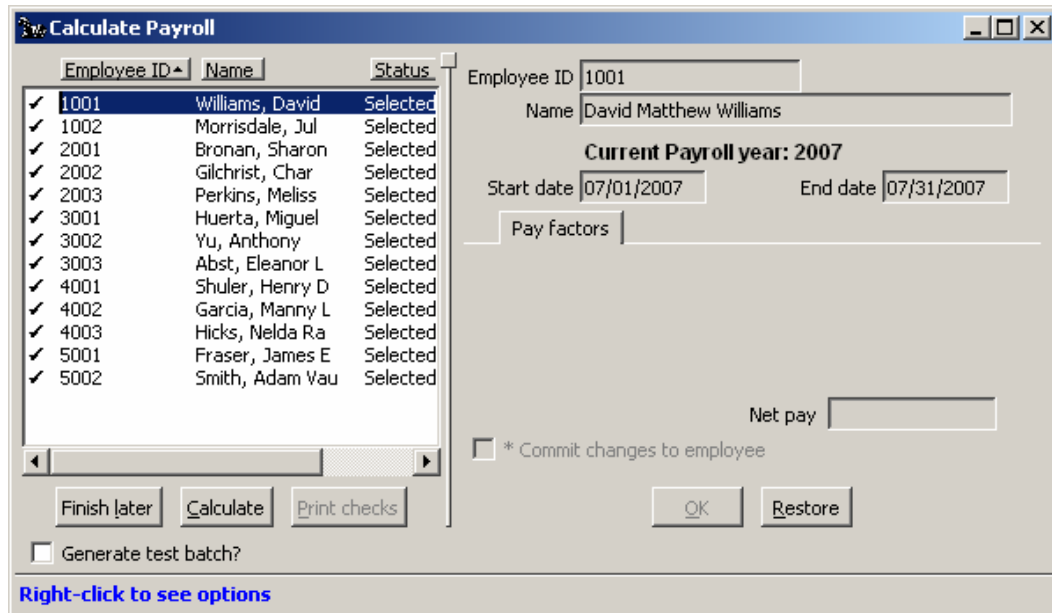 Calculate Payroll
Employee ID Name Status
1001 Williams, David Selected
1002 Morrisdale, Jul Selected
2001 Bronan, Sharon Selected
2002 Gilchrist, Char Selected
2003 Perkins, Meliss Selected
3001 Huerta, Miguel Selected
3002 Yu, Anthony Selected
3003 Abst, Eleanor L Selected
4001 Shuler, Henry D Selected
4002 Garcia, Manny L Selected
4003 Hicks, Nelda Ra Selected
5001 Fraser, James E Selected
5002 Smith, Adam Vau Selected
Finish later Calculate Print checks
Generate test batch?
Employee ID 1001
Name David Matthew Williams
Current Payroll year: 2007
Start date 07/01/2007 End date 07/31/2007
Pay factors
Net pay
* Commit changes to employee
OK Restore
Right-click to see options